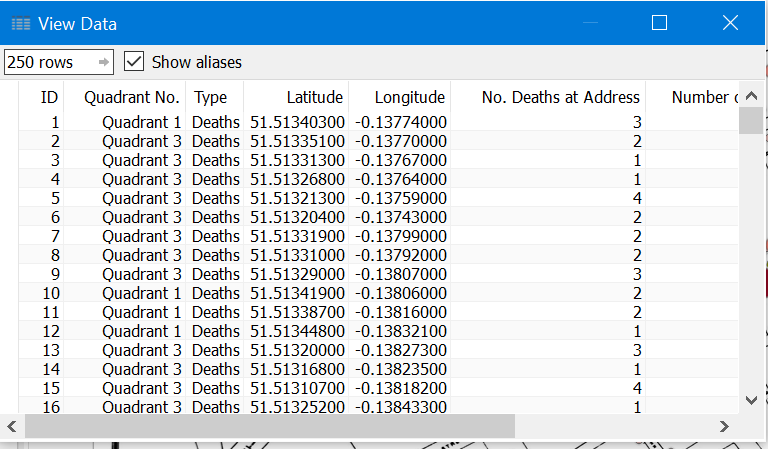 View Data
250 rows Show aliases
ID Quadrant No. Type Latitude Longitude No. Deaths at Address Number
1 Quadrant 1 Deaths 51.51340300 -0.13774000 3
2 Quadrant 3 Deaths 51.51335100 -0.13770000 2
3 Quadrant 3 Deaths 51.51331300 -0.13767000 1
4 Quadrant 3 Deaths 51.51326800 -0.13764000 1
5 Quadrant 3 Deaths 51.51321300 -0.13759000 4
6 Quadrant 3 Deaths 51.51320400 -0.13743000 2
7 Quadrant 3 Deaths 51.51331900 -0.13799000 2
8 Quadrant 3 Deaths 51.51331000 -0.13792000 2
9 Quadrant 3 Deaths 51.51329000 -0.13807000 3
10 Quadrant 1 Deaths 51.51341900 -0.13806000 2
11 Quadrant 1 Deaths 51.51338700 -0.13816000 2
12 Quadrant 1 Deaths 51.51344800 -0.13832100 1
13 Quadrant 3 Deaths 51.51320000 -0.13827300 3
14 Quadrant 3 Deaths 51.51316800 -0.13823500 1
15 Quadrant 3 Deaths 51.51310700 -0.13818200 4
16 Quadrant 3 Deaths 51.51325200 -0.13843300 1